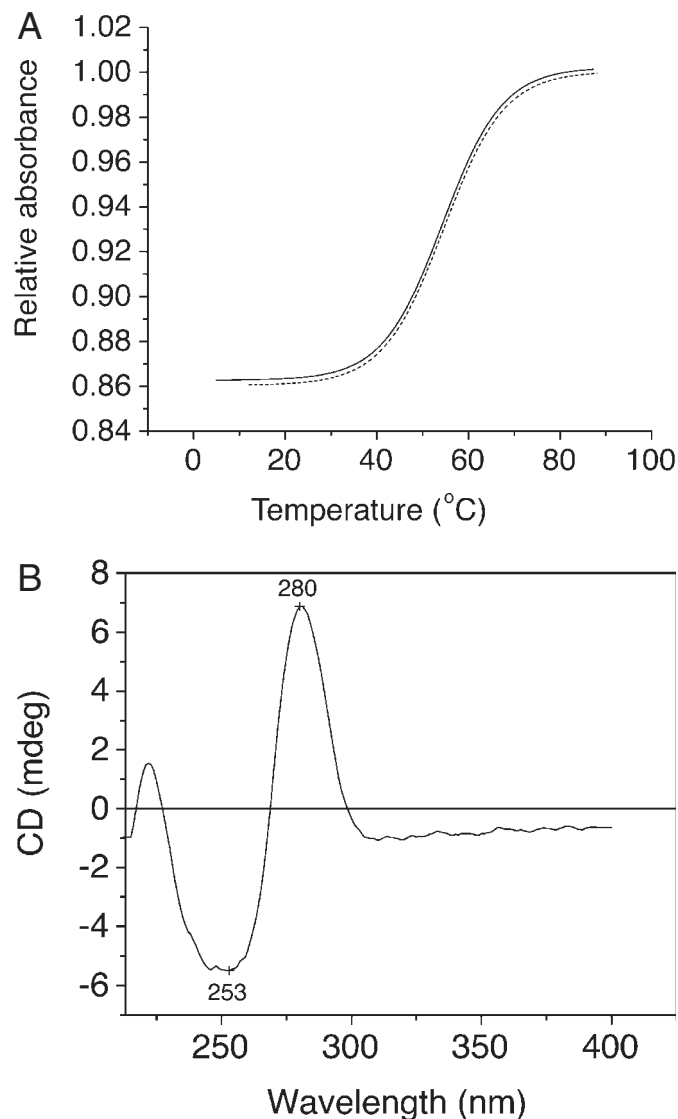 A
1.02
1.00
0.98
0.96
0.94
0.92
0.90
0.88
0.86
0.84
Relative absorbance
0 20 40 60 80 100
Temperature (°C)
B
8
6
4
2
0
-2
-4
-6
280
253
CD (mdeg)
250 300 350 400
Wavelength (nm)